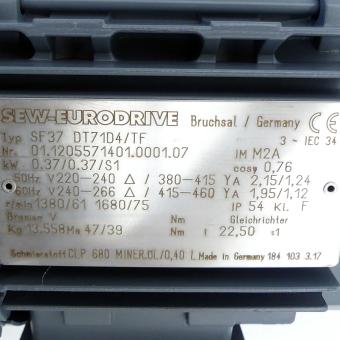 SEW-EURODRIVE Bruchsal / Germany CE
Typ SF37 DT71D4/TF 3 ~ IEC 34
Nr. 01.1205571401.0001.07 IM M2A
kW 0.37/0.37/S1 cosφ 0,76
50Hz V220-240 △ / 380-415 YA 2,15/1,24
60Hz V240-266 △ / 415-460 YA 1,95/1,12
r/min 1380/61 1680/75 IP 54 Kl. F
Bremse V Nm Gleichrichter
Kg 13.558 Ma 47/39 Nm i 22,50 :1
Schmierstoff CLP 680 MINER.ÖL/0,40 L Made in Germany 184 103 3.17